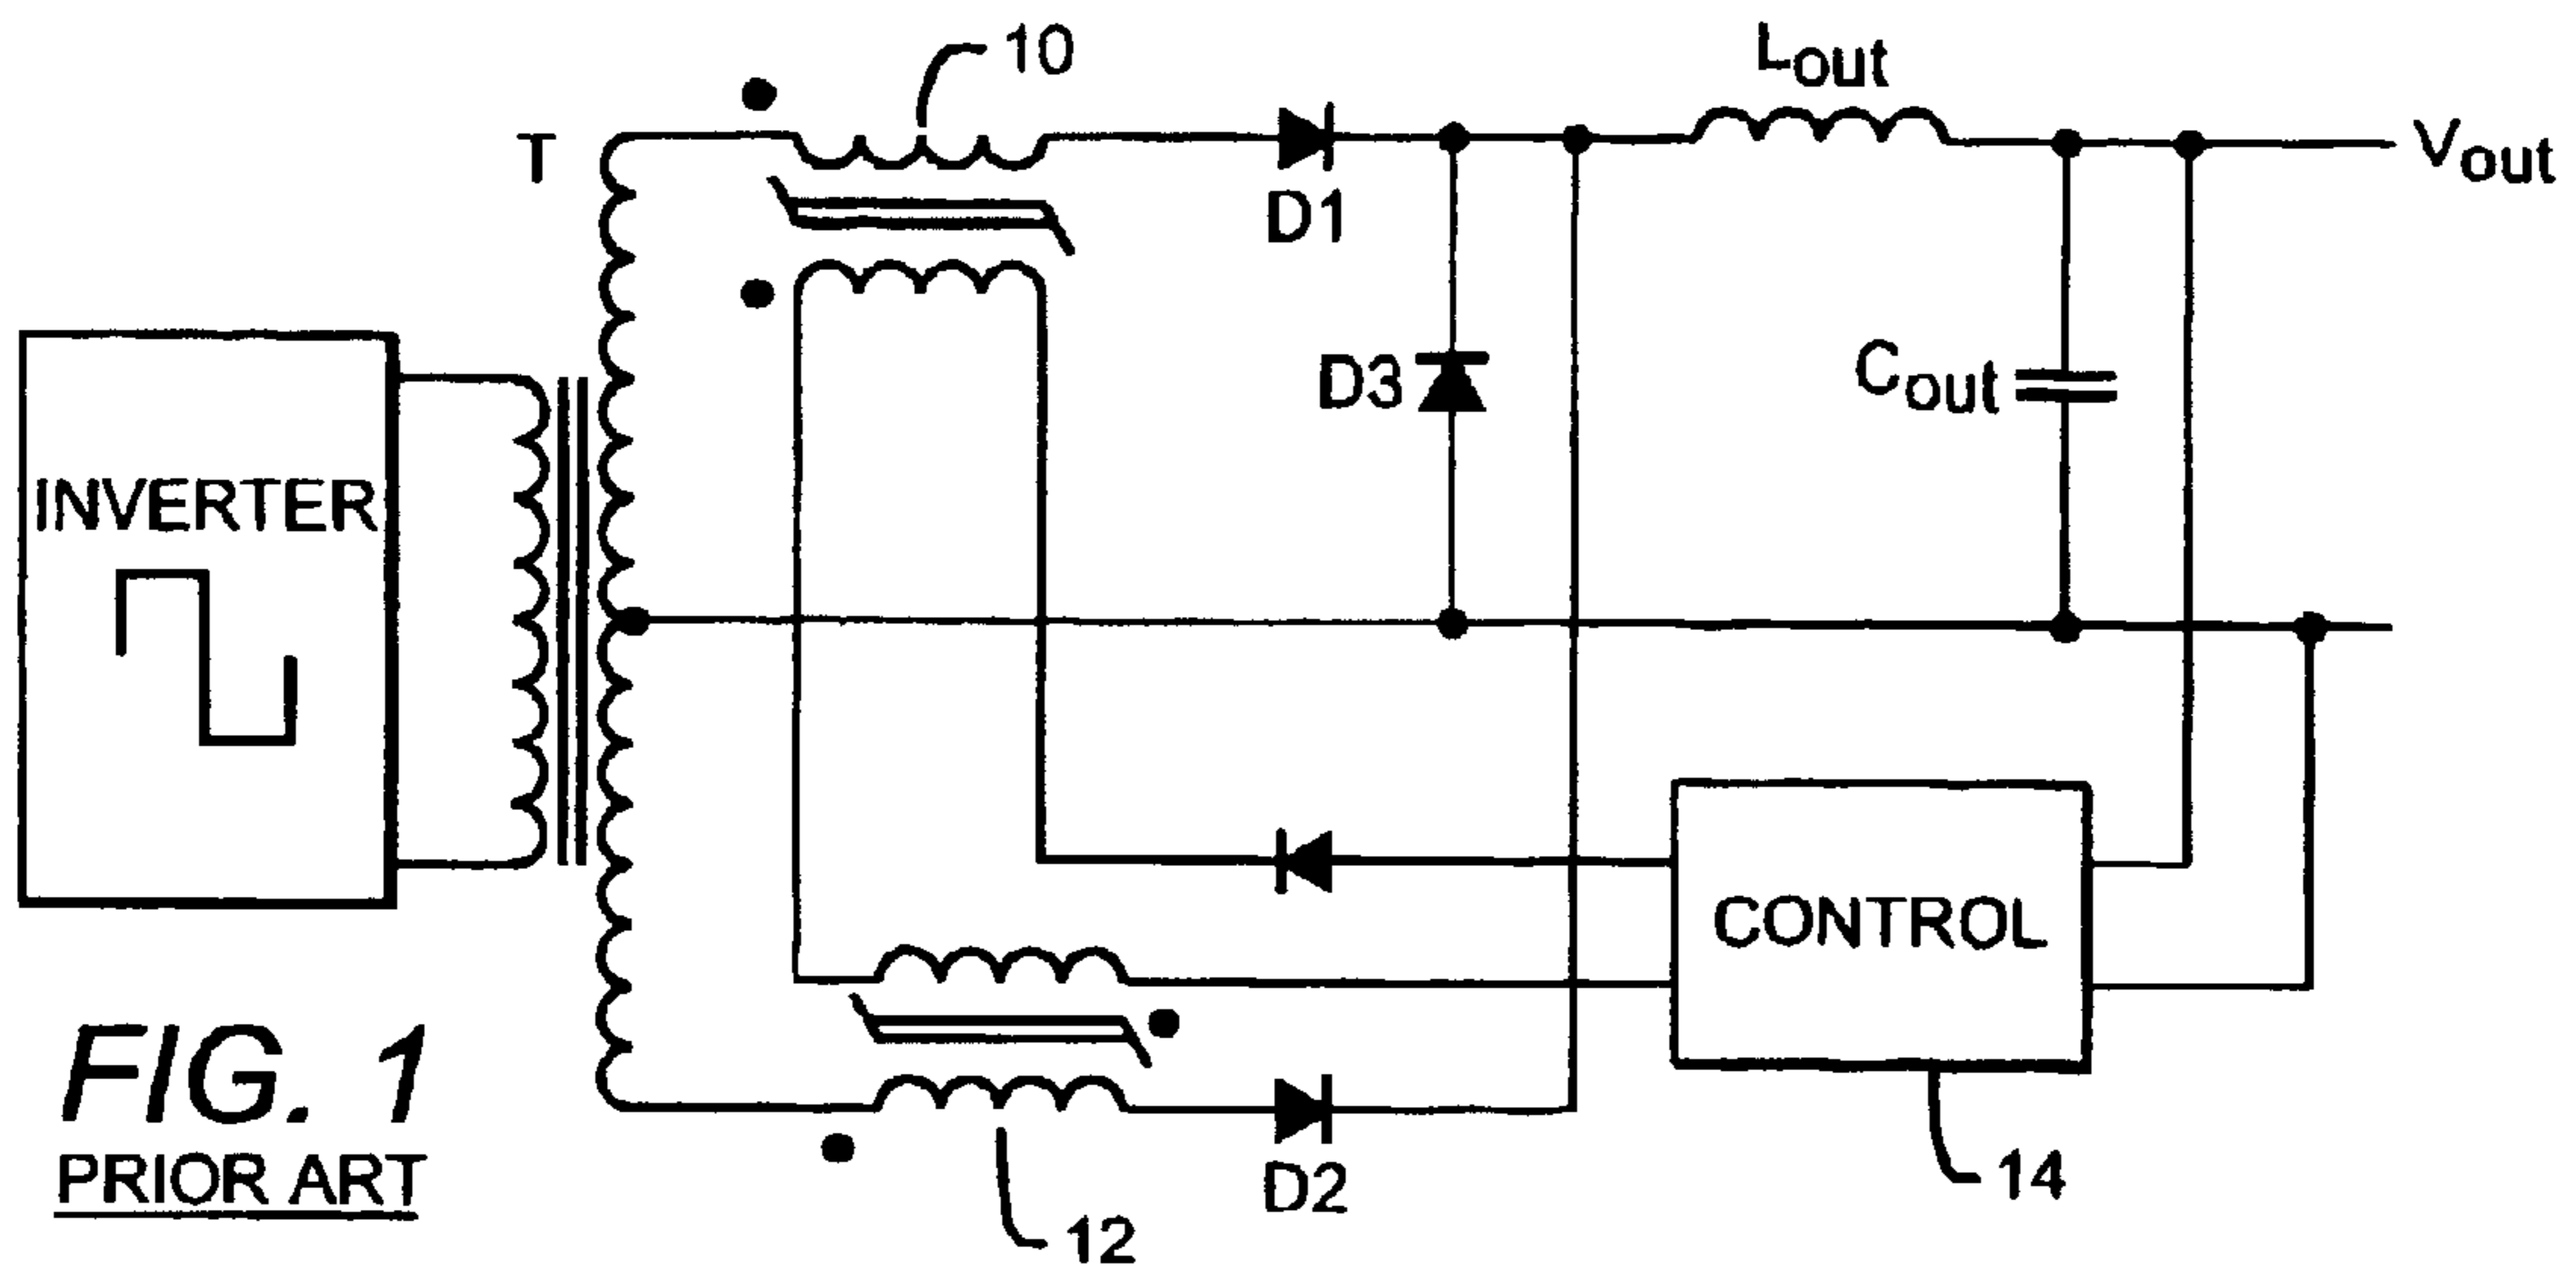 10
Lout
T
Vout
D1
D3
Cout
INVERTER
CONTROL
FIG. 1
PRIOR ART
D2
14
12